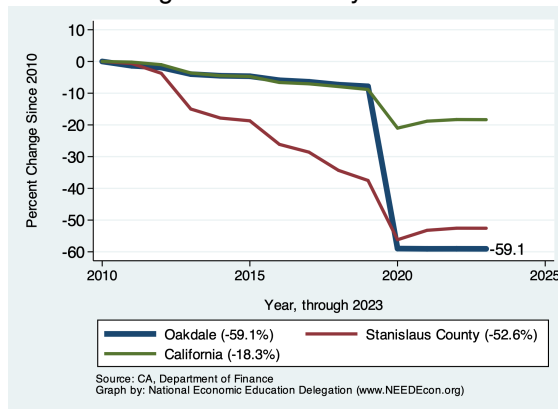 Percent Change Since 2010
10
0
-10
-20
-30
-40
-50
-60
-59.1
2010
2015
2020
2025
Year, through 2023
Oakdale (-59.1%)
Stanislaus County (-52.6%)
California (-18.3%)
Source: CA, Department of Finance
Graph by: National Economic Education Delegation (www.NEEDEcon.org)